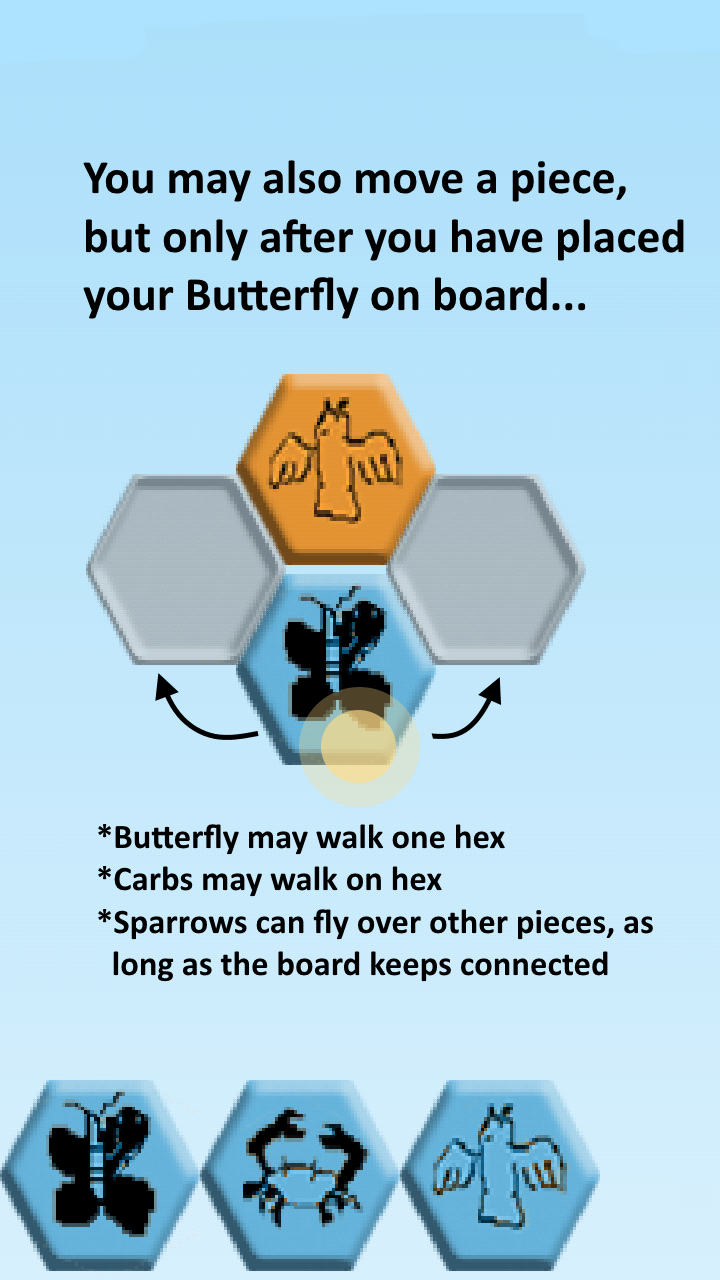 You may also move a piece,
but only after you have placed
your Butterfly on board...
*Butterfly may walk one hex
*Carbs may walk on hex
*Sparrows can fly over other pieces, as
long as the board keeps connected